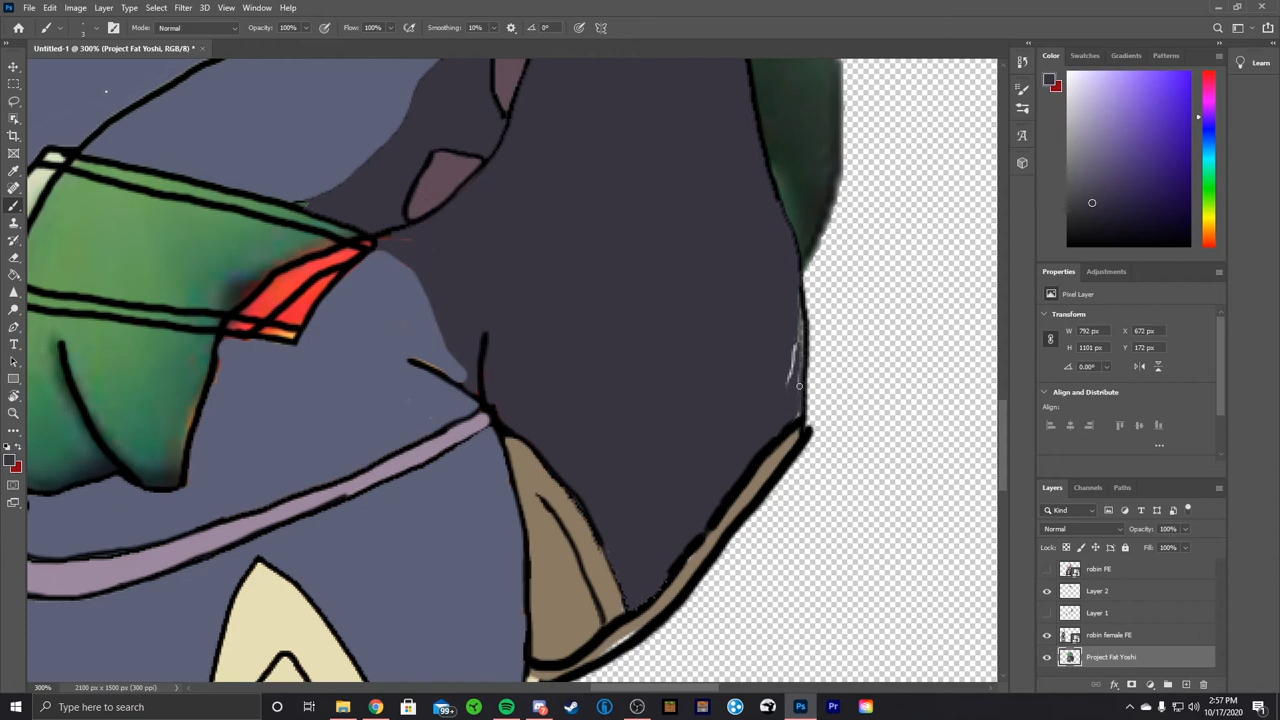 File Edit Image Layer Type Select Filter 3D View Window Help
3 Mode: Normal Opacity: 100% Flow: 100% Smoothing: 10% 0°
Untitled-1 @ 300% (Project Fat Yoshi, RGB/8) *
Color Swatches Gradients Patterns
Learn
Properties Adjustments
Pixel Layer
Transform
W 792 px X 672 px
H 1101 px Y 172 px
0.00°
Align and Distribute
Align:
Layers Channels Paths
Kind
Normal Opacity: 100%
Lock: Fill: 100%
robin FE
Layer 2
Layer 1
robin female FE
Project Fat Yoshi
300% 2100 px x 1500 px (300 ppi)
Type here to search
99+
2:57 PM
10/17/2020